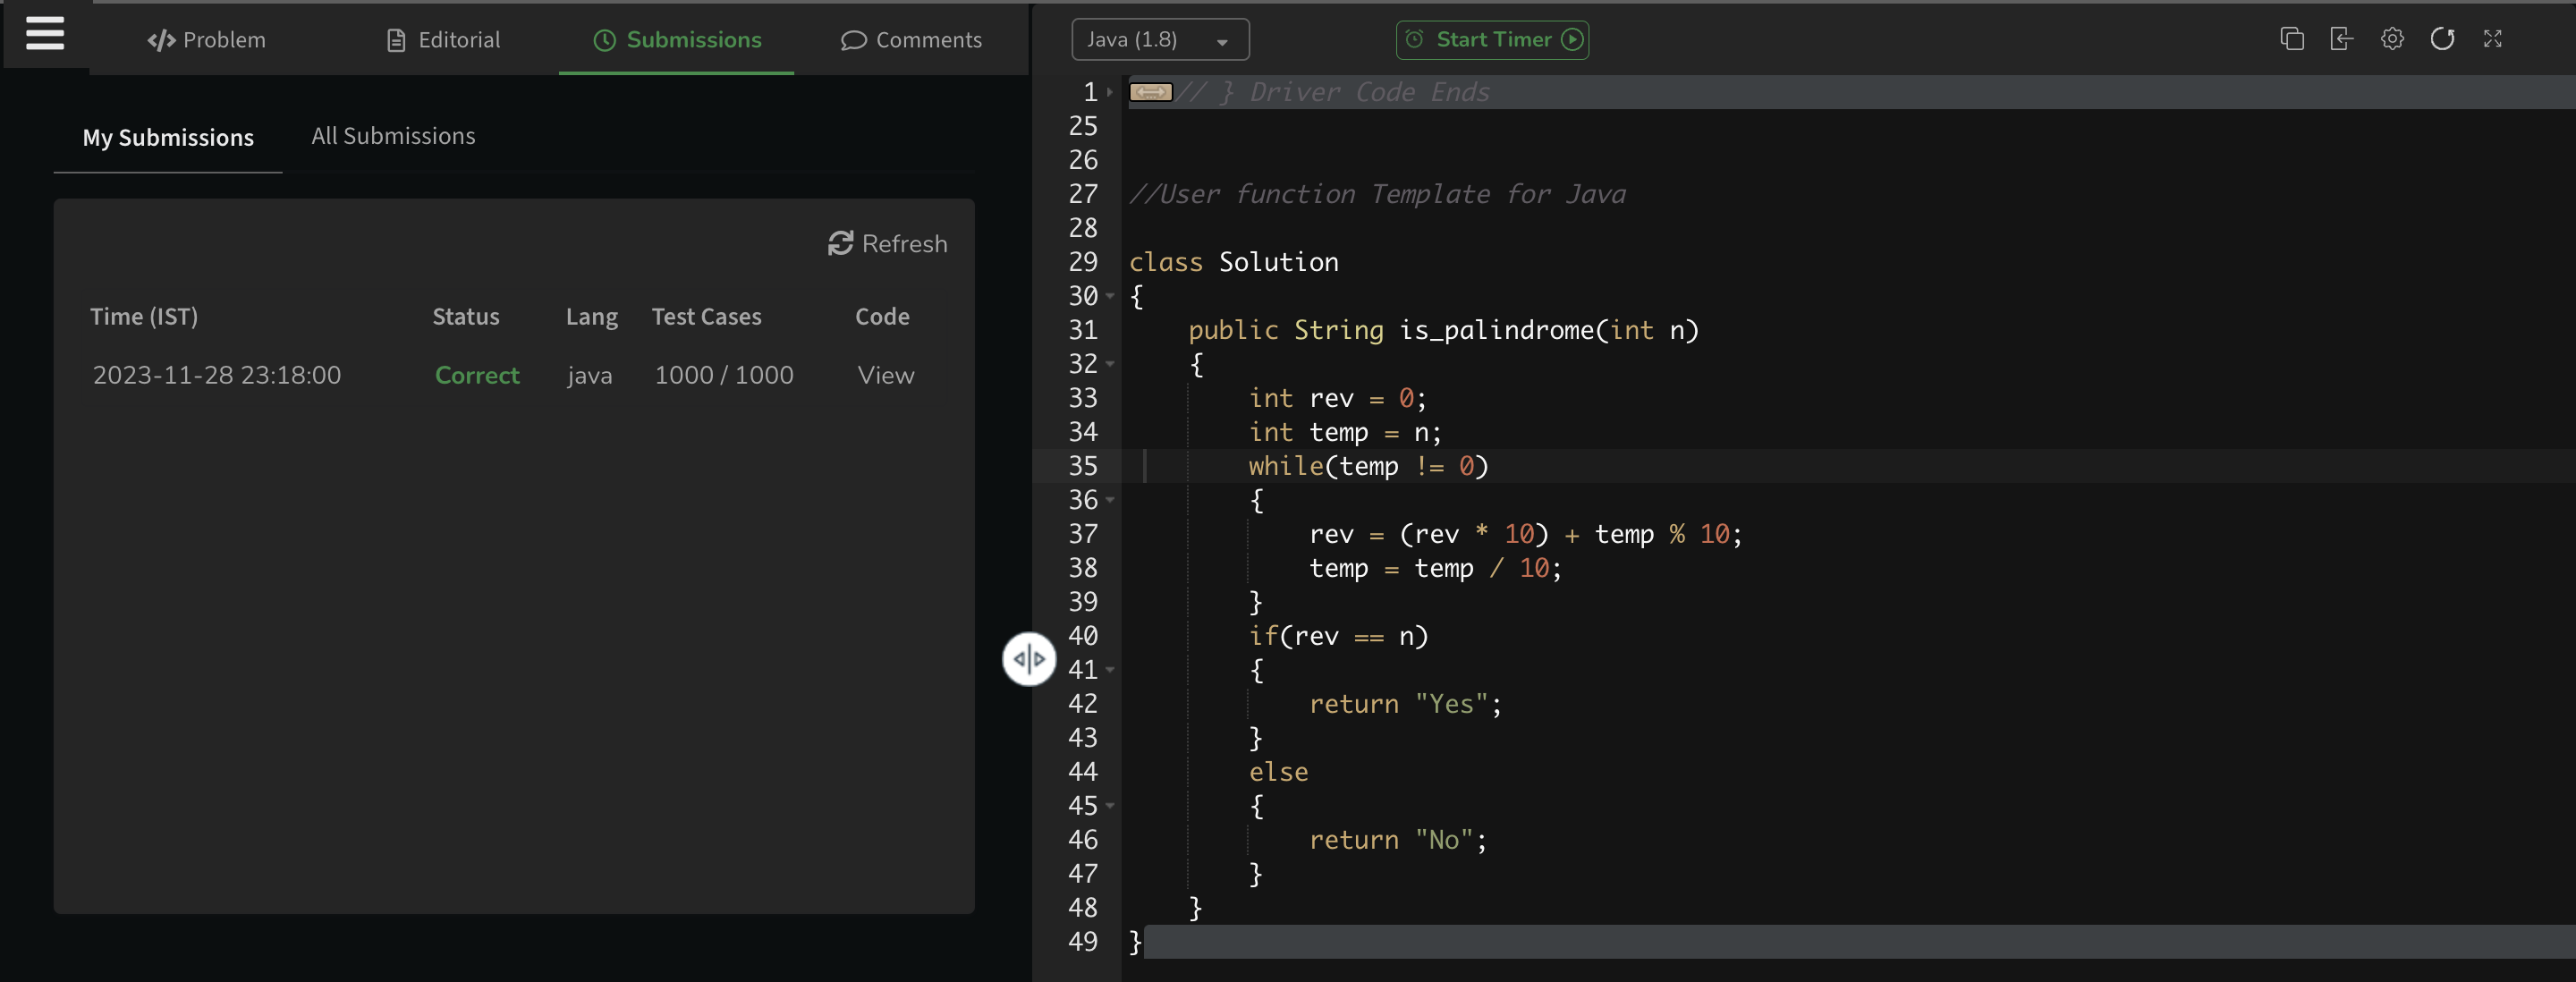 Problem
Editorial
Submissions
Comments
My Submissions
All Submissions
Refresh
Time (IST) Status Lang Test Cases Code
2023-11-28 23:18:00 Correct java 1000 / 1000 View
Java (1.8)
Start Timer
1 // } Driver Code Ends
25
26
27 //User function Template for Java
28
29 class Solution
30 {
31     public String is_palindrome(int n)
32     {
33         int rev = 0;
34         int temp = n;
35         while(temp != 0)
36         {
37             rev = (rev * 10) + temp % 10;
38             temp = temp / 10;
39         }
40         if(rev == n)
41         {
42             return "Yes";
43         }
44         else
45         {
46             return "No";
47         }
48     }
49 }